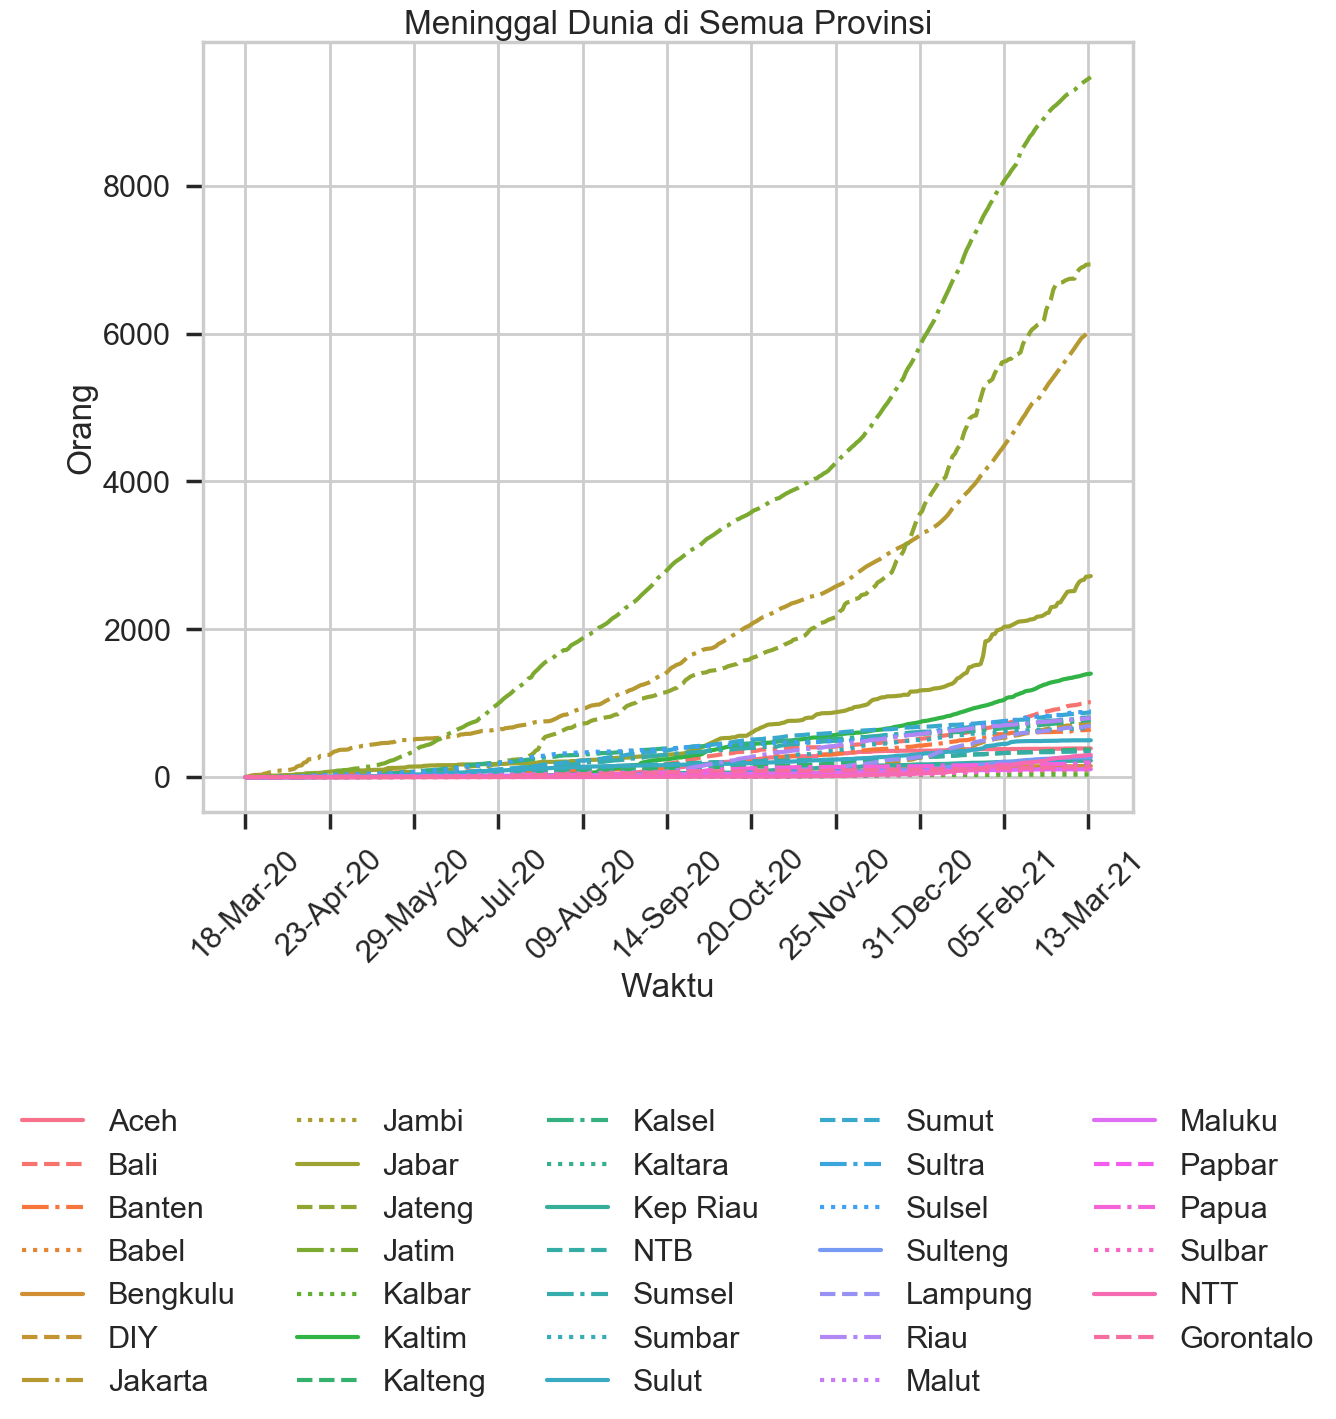 Meninggal Dunia di Semua Provinsi
8000
6000
4000
2000
0
Orang
18-Mar-20
23-Apr-20
29-May-20
04-Jul-20
09-Aug-20
14-Sep-20
20-Oct-20
25-Nov-20
31-Dec-20
05-Feb-21
13-Mar-21
Waktu
Aceh
Bali
Banten
Babel
Bengkulu
DIY
Jakarta
Jambi
Jabar
Jateng
Jatim
Kalbar
Kaltim
Kalteng
Kalsel
Kaltara
Kep Riau
NTB
Sumsel
Sumbar
Sulut
Sumut
Sultra
Sulsel
Sulteng
Lampung
Riau
Malut
Maluku
Papbar
Papua
Sulbar
NTT
Gorontalo